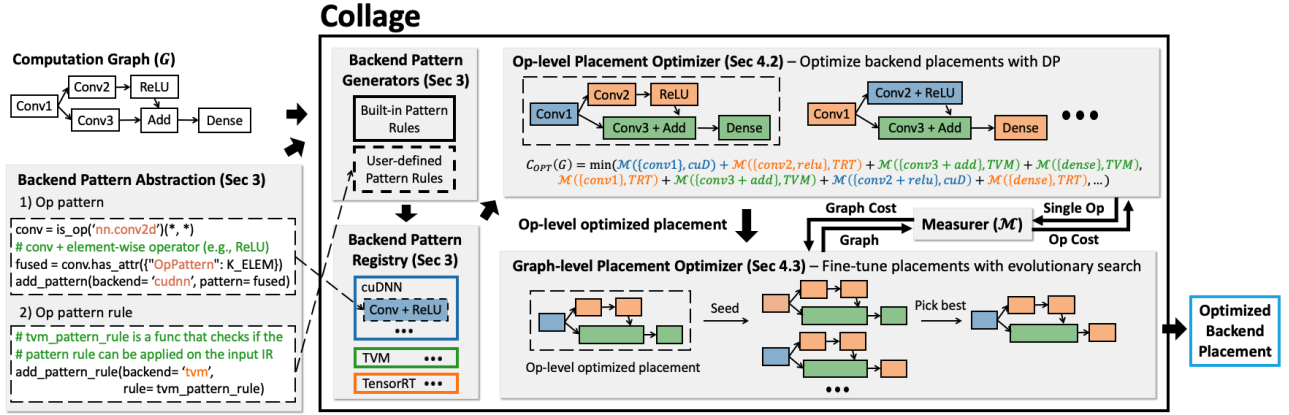 Collage
Computation Graph (G)
Conv1
Conv2
ReLU
Conv3
Add
Dense
Backend Pattern Abstraction (Sec 3)
1) Op pattern
conv = is_op(‘nn.conv2d’)(*, *)
# conv + element-wise operator (e.g., ReLU)
fused = conv.has_attr({"OpPattern": K_ELEM})
add_pattern(backend= ‘cudnn’, pattern= fused)
2) Op pattern rule
# tvm_pattern_rule is a func that checks if the
# pattern rule can be applied on the input IR
add_pattern_rule(backend= ‘tvm’,
rule= tvm_pattern_rule)
Backend Pattern
Generators (Sec 3)
Built-in Pattern
Rules
User-defined
Pattern Rules
Backend Pattern
Registry (Sec 3)
cuDNN
Conv + ReLU
•••
TVM •••
TensorRT •••
Op-level Placement Optimizer (Sec 4.2) – Optimize backend placements with DP
Conv1
Conv2
ReLU
Conv3 + Add
Dense
Conv1
Conv2 + ReLU
Conv3 + Add
Dense
•••
C_OPT(G) = min(ℳ({conv1}, cuD) + ℳ({conv2, relu}, TRT) + ℳ({conv3 + add}, TVM) + ℳ({dense}, TVM),
ℳ({conv1}, TRT) + ℳ({conv3 + add}, TVM) + ℳ({conv2 + relu}, cuD) + ℳ({dense}, TRT), …)
Op-level optimized placement
Graph Cost
Graph
Measurer (ℳ)
Single Op
Op Cost
Graph-level Placement Optimizer (Sec 4.3) – Fine-tune placements with evolutionary search
Op-level optimized placement
Seed
•••
Pick best
Optimized
Backend
Placement